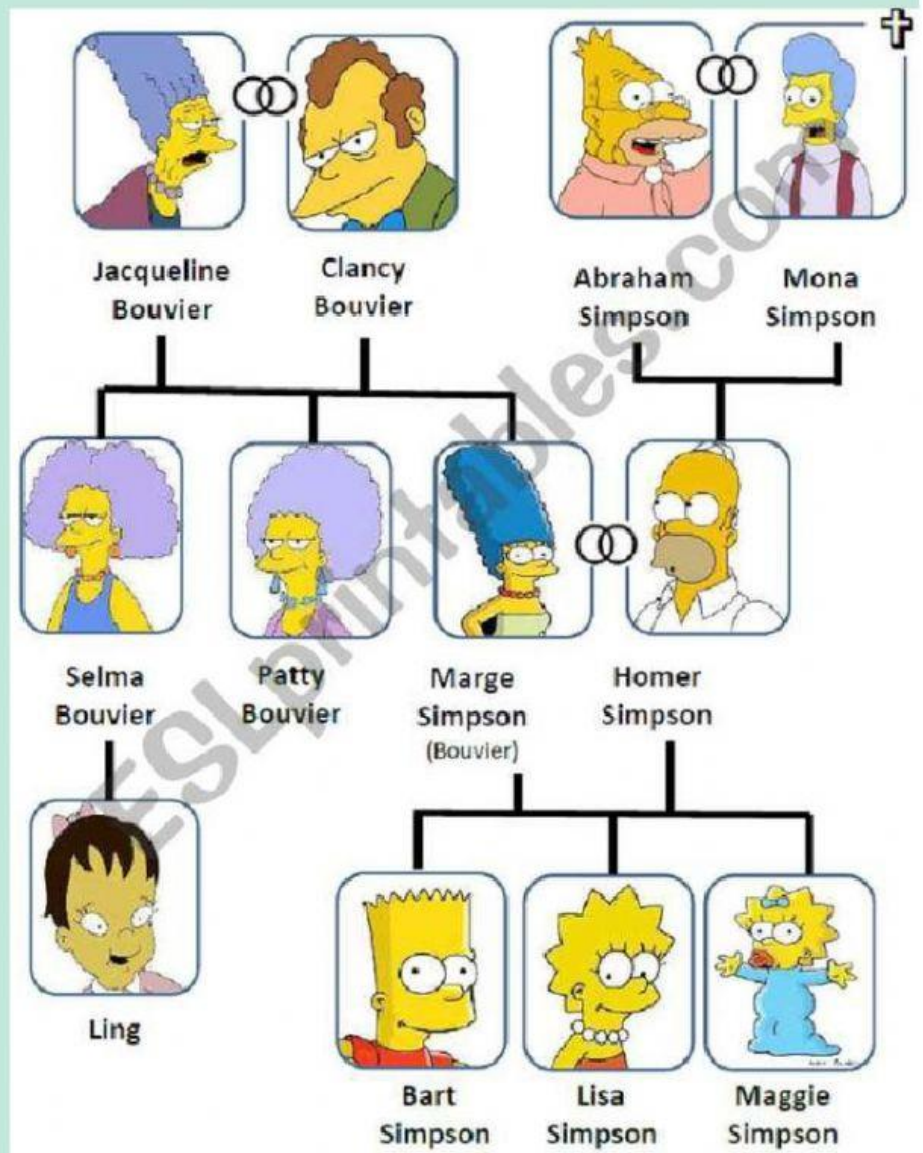 Jacqueline
Bouvier
Clancy
Bouvier
Abraham
Simpson
Mona
Simpson
Selma
Bouvier
Patty
Bouvier
Marge
Simpson
(Bouvier)
Homer
Simpson
Ling
Bart
Simpson
Lisa
Simpson
Maggie
Simpson
ESLprintables.com